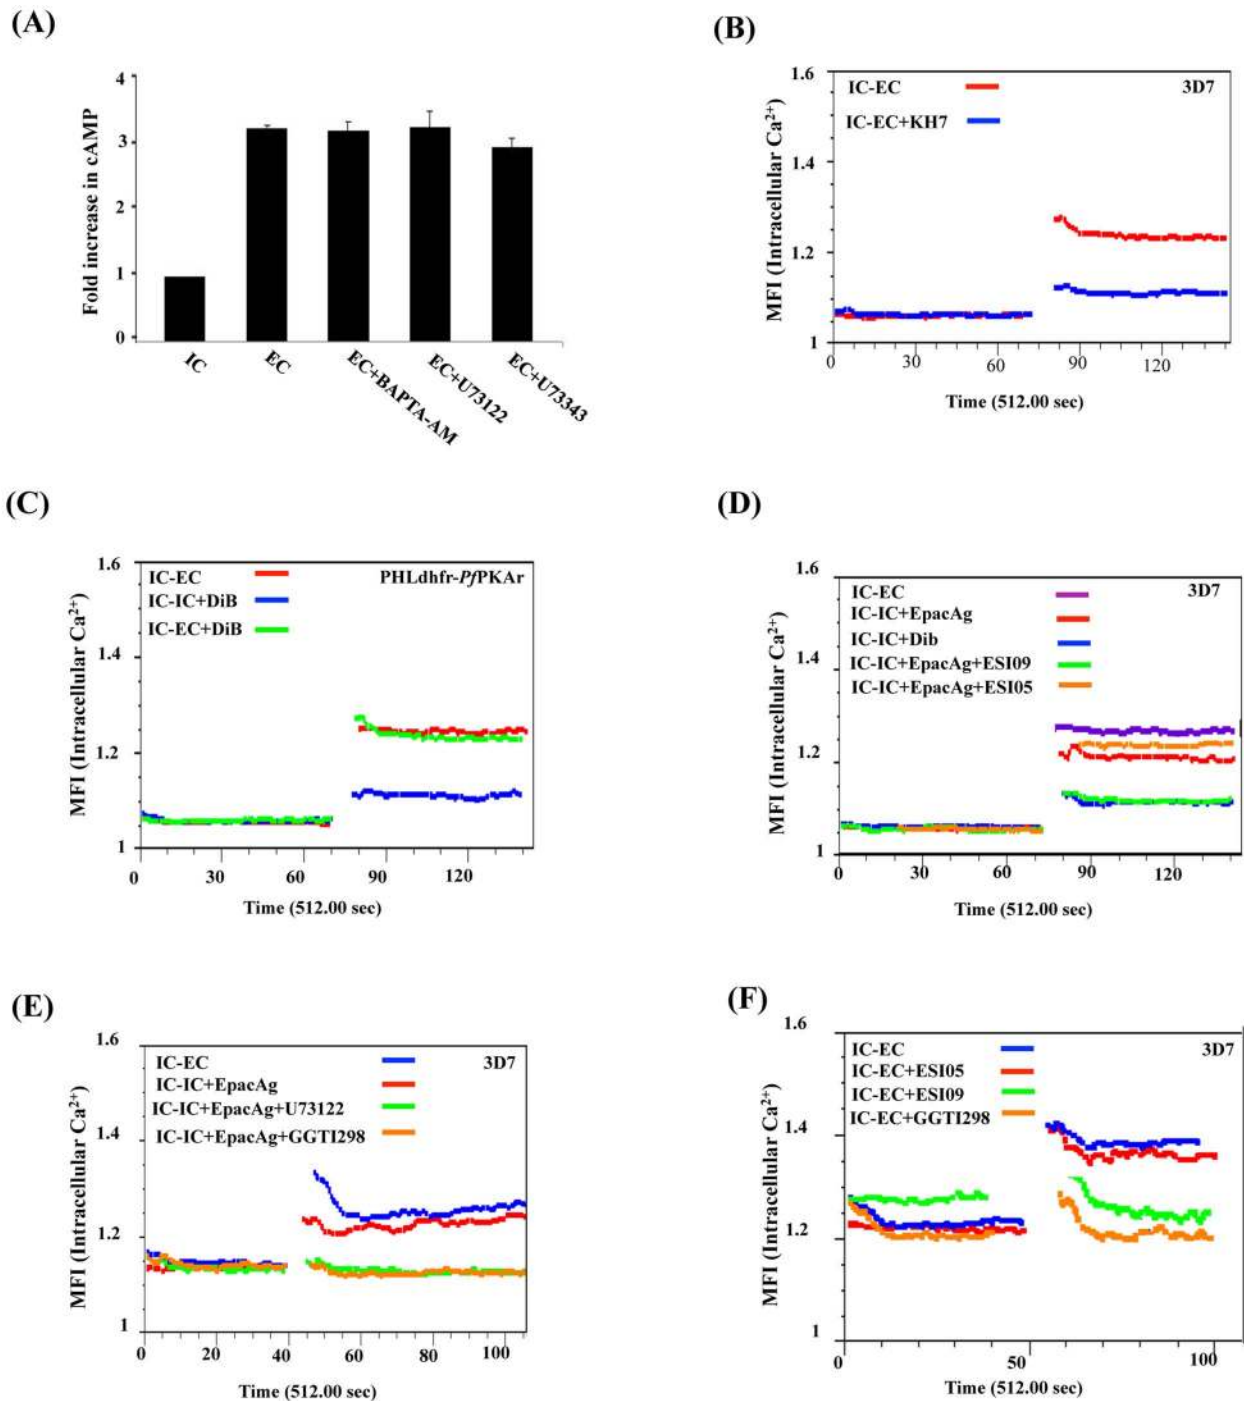 (A)
Fold increase in cAMP
4
3
2
1
0
IC
EC
EC+BAPTA-AM
EC+U73122
EC+U73343
(B)
MFI (Intracellular Ca²⁺)
1.6
1.4
1.2
1
IC-EC
IC-EC+KH7
3D7
0 30 60 90 120
Time (512.00 sec)
(C)
MFI (Intracellular Ca²⁺)
1.6
1.4
1.2
1
IC-EC
IC-IC+DiB
IC-EC+DiB
PHLdhfr-PfPKAr
0 30 60 90 120
Time (512.00 sec)
(D)
MFI (Intracellular Ca²⁺)
1.6
1.4
1.2
1
IC-EC
IC-IC+EpacAg
IC-IC+Dib
IC-IC+EpacAg+ESI09
IC-IC+EpacAg+ESI05
3D7
0 30 60 90 120
Time (512.00 sec)
(E)
MFI (Intracellular Ca²⁺)
1.6
1.4
1.2
1
IC-EC
IC-IC+EpacAg
IC-IC+EpacAg+U73122
IC-IC+EpacAg+GGTI298
3D7
0 20 40 60 80 100
Time (512.00 sec)
(F)
MFI (Intracellular Ca²⁺)
1.6
1.4
1.2
1
IC-EC
IC-EC+ESI05
IC-EC+ESI09
IC-EC+GGTI298
3D7
0 50 100
Time (512.00 sec)